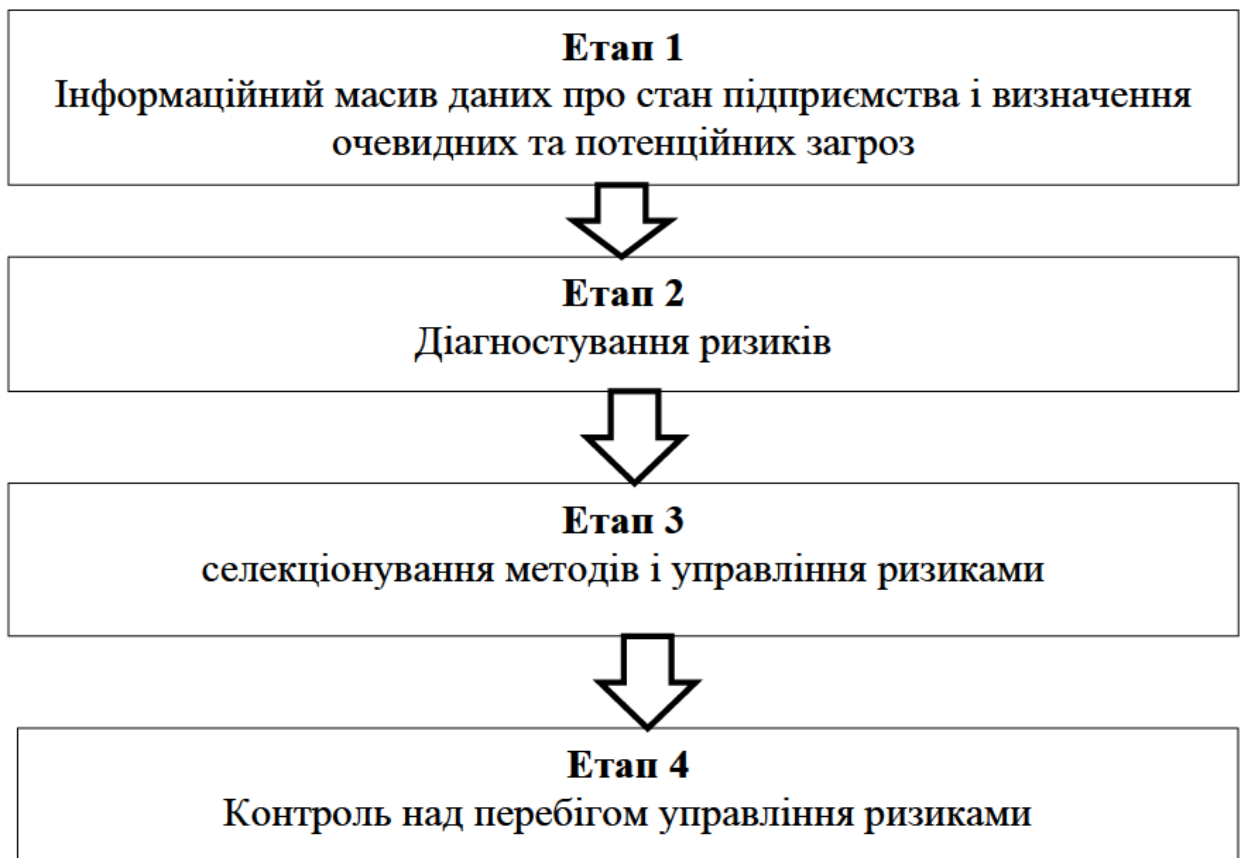 Етап 1
Інформаційний масив даних про стан підприємства і визначення
очевидних та потенційних загроз
Етап 2
Діагностування ризиків
Етап 3
селекціонування методів і управління ризиками
Етап 4
Контроль над перебігом управління ризиками